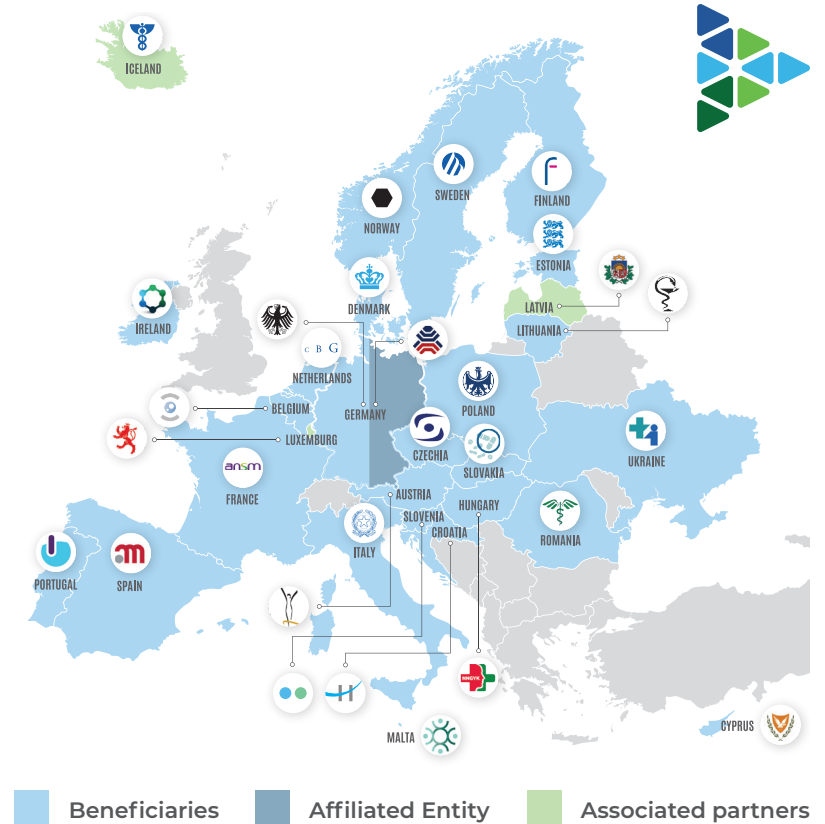 ICELAND
SWEDEN
FINLAND
NORWAY
ESTONIA
DENMARK
LATVIA
IRELAND
LITHUANIA
C B G
NETHERLANDS
BELGIUM
GERMANY
POLAND
LUXEMBURG
CZECHIA
UKRAINE
SLOVAKIA
ansm
FRANCE
AUSTRIA
HUNGARY
SLOVENIA
CROATIA
ROMANIA
ITALY
PORTUGAL
.m
SPAIN
H
NNGYK
MALTA
CYPRUS
Beneficiaries
Affiliated Entity
Associated partners